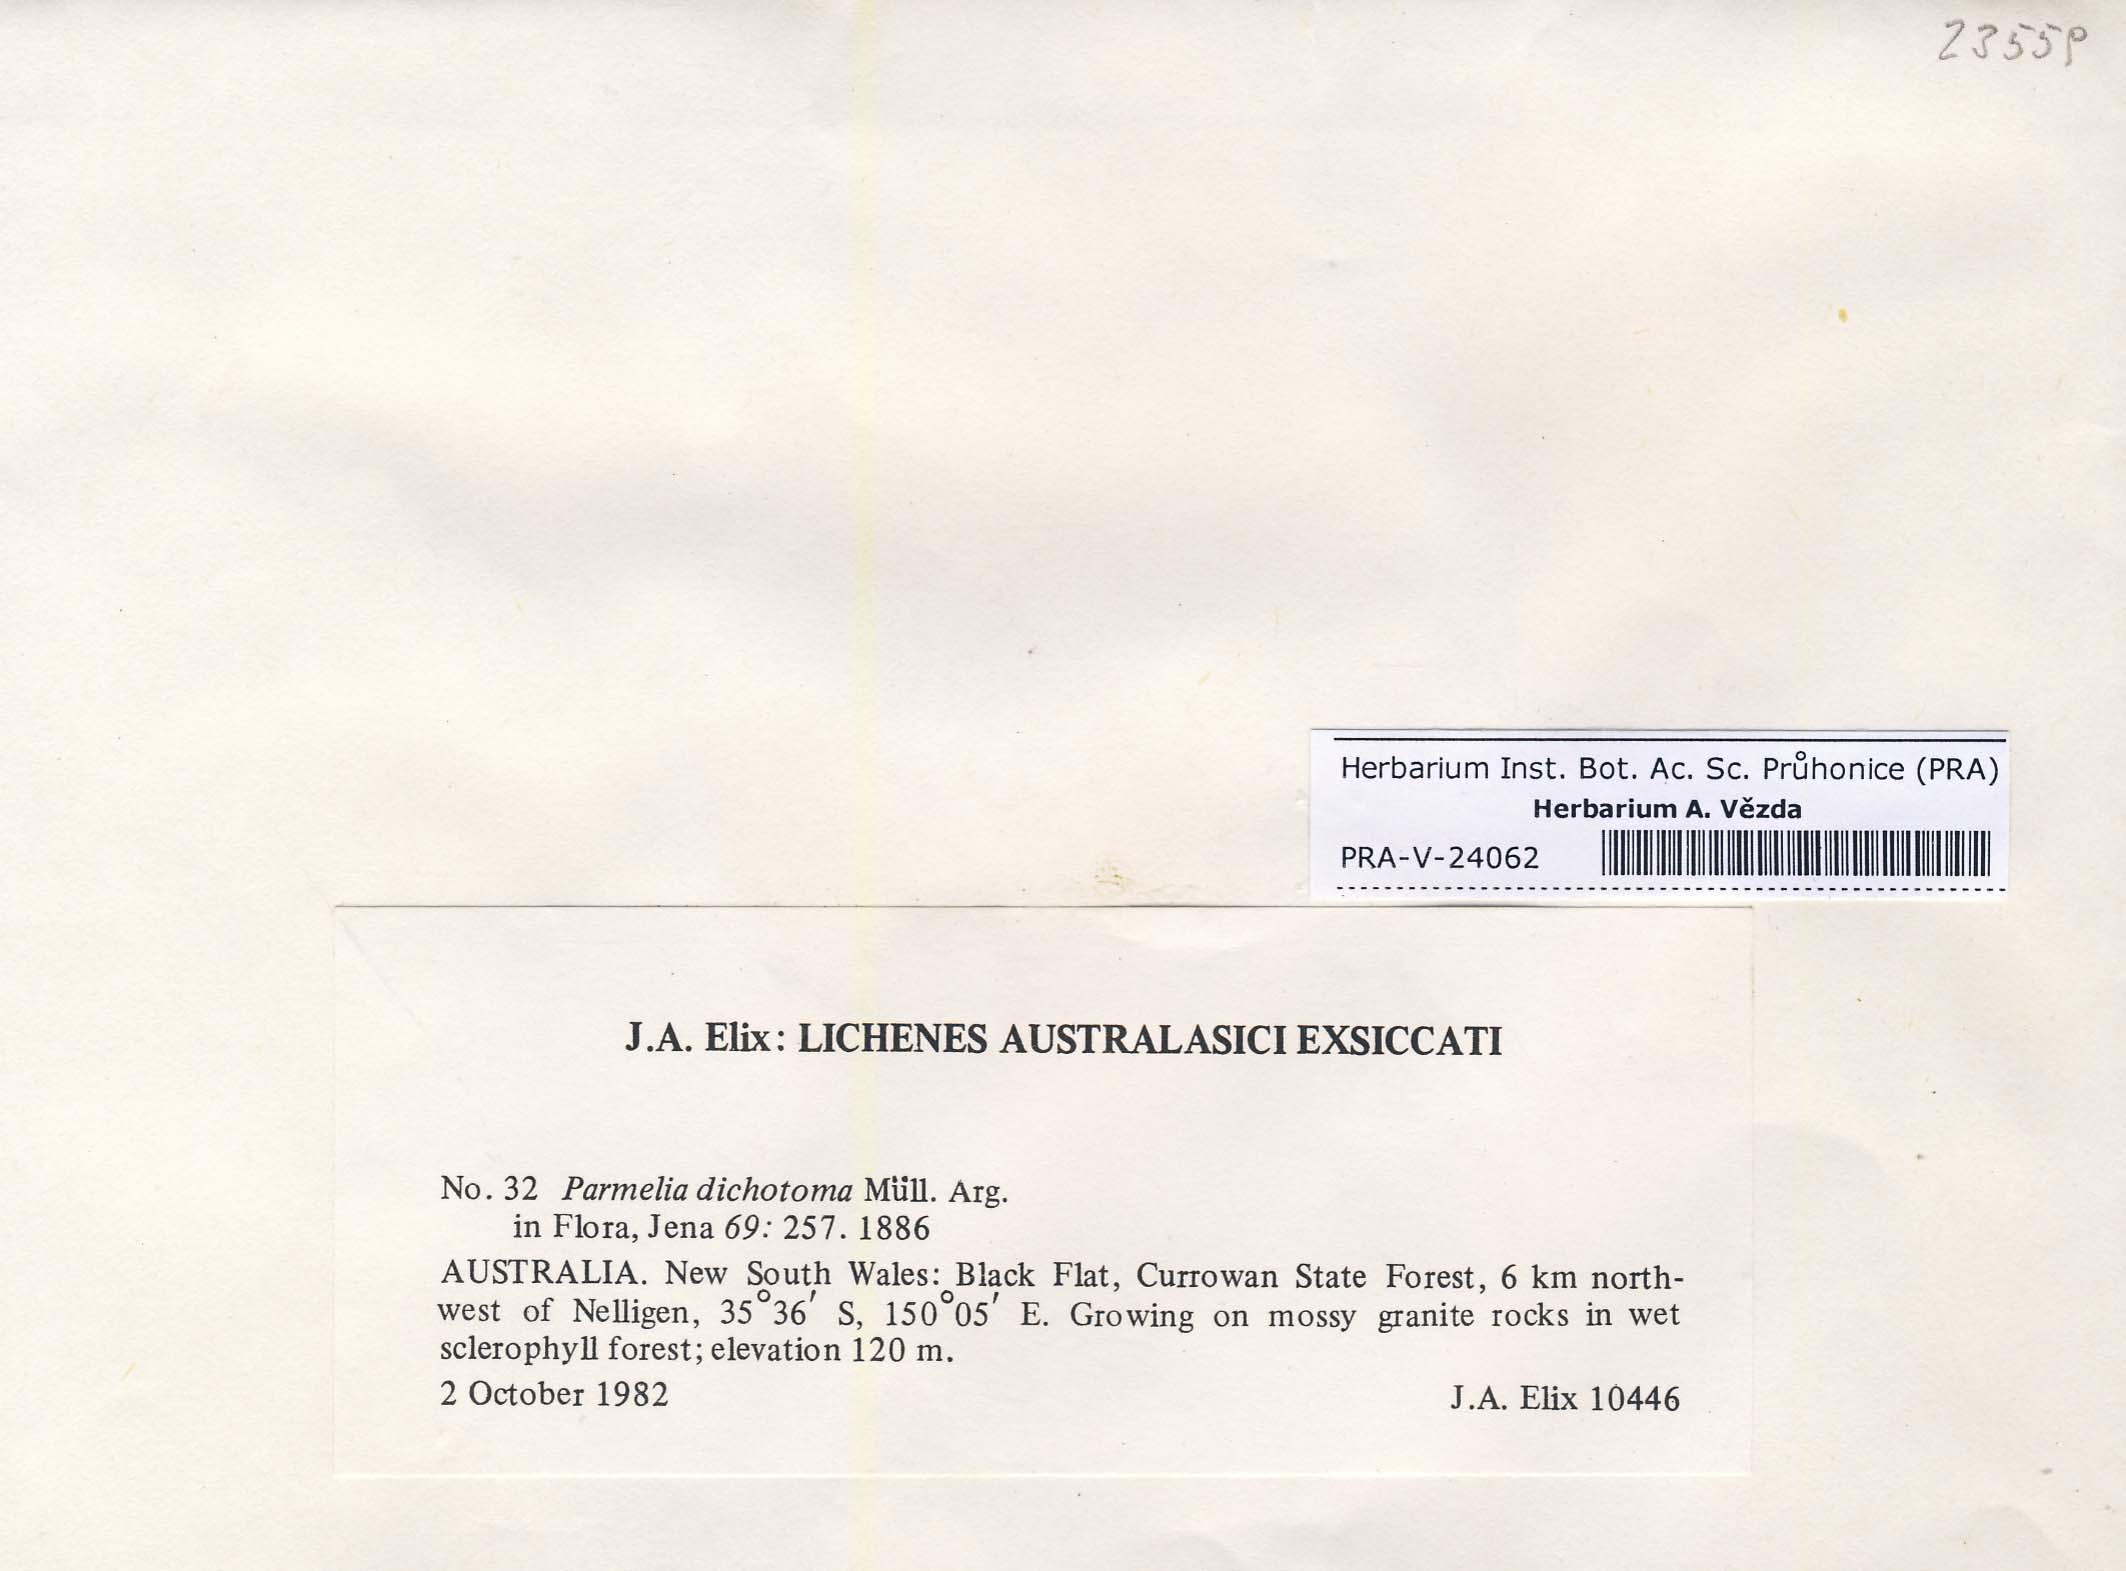 Herbarium Inst. Bot. Ac. Sc. Průhonice (PRA)
Herbarium A. Vězda
PRA-V-24062
J.A. Elix: LICHENES AUSTRALASICI EXSICCATI
No. 32 Parmelia dichotoma Müll. Arg.
in Flora, Jena 69: 257. 1886
AUSTRALIA. New South Wales: Black Flat, Currowan State Forest, 6 km north-
west of Nelligen, 35°36′ S, 150°05′ E. Growing on mossy granite rocks in wet
sclerophyll forest; elevation 120 m.
2 October 1982 J.A. Elix 10446